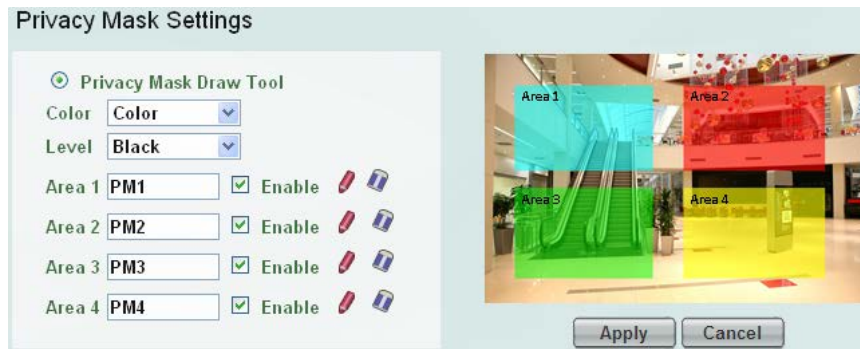 Privacy Mask Settings
Privacy Mask Draw Tool
Color Color
Level Black
Area 1 PM1 Enable
Area 2 PM2 Enable
Area 3 PM3 Enable
Area 4 PM4 Enable
Area 1 Area 2
Area 3 Area 4
Apply Cancel